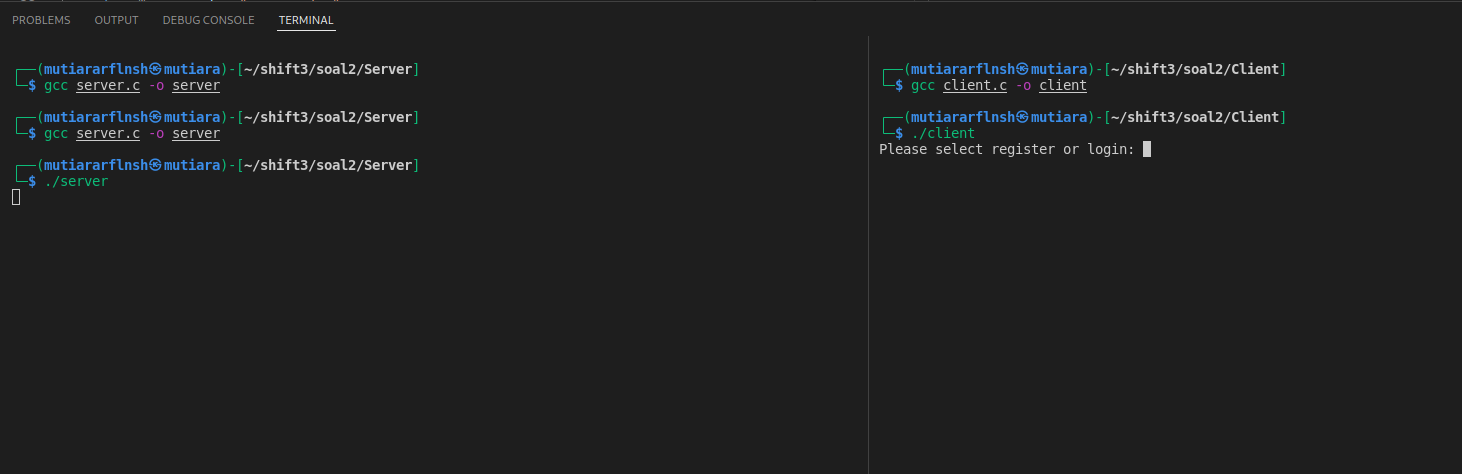 PROBLEMS OUTPUT DEBUG CONSOLE TERMINAL
┌──(mutiararflnsh㉿mutiara)-[~/shift3/soal2/Server]
└─$ gcc server.c -o server
┌──(mutiararflnsh㉿mutiara)-[~/shift3/soal2/Server]
└─$ gcc server.c -o server
┌──(mutiararflnsh㉿mutiara)-[~/shift3/soal2/Server]
└─$ ./server
┌──(mutiararflnsh㉿mutiara)-[~/shift3/soal2/Client]
└─$ gcc client.c -o client
┌──(mutiararflnsh㉿mutiara)-[~/shift3/soal2/Client]
└─$ ./client
Please select register or login: